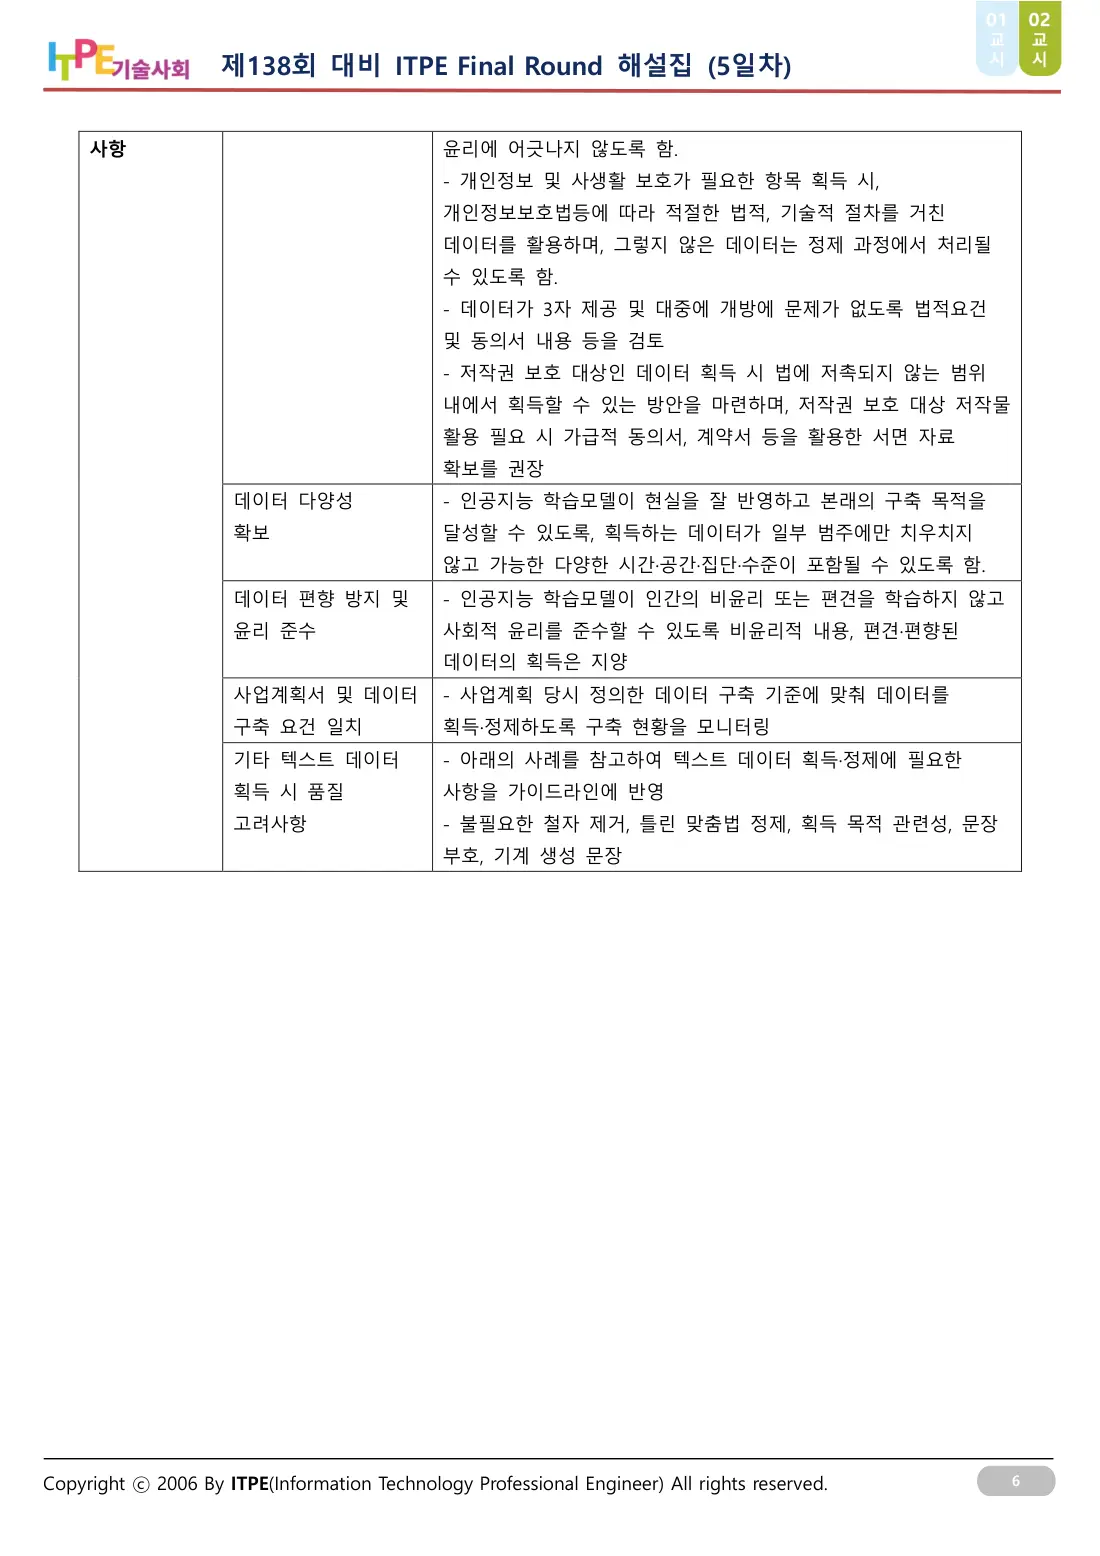 01
교
시
02
교
시
ITPE기술사회 제138회 대비 ITPE Final Round 해설집 (5일차)
사항
윤리에 어긋나지 않도록 함.
- 개인정보 및 사생활 보호가 필요한 항목 획득 시,
개인정보보호법등에 따라 적절한 법적, 기술적 절차를 거친
데이터를 활용하며, 그렇지 않은 데이터는 정제 과정에서 처리될
수 있도록 함.
- 데이터가 3자 제공 및 대중에 개방에 문제가 없도록 법적요건
및 동의서 내용 등을 검토
- 저작권 보호 대상인 데이터 획득 시 법에 저촉되지 않는 범위
내에서 획득할 수 있는 방안을 마련하며, 저작권 보호 대상 저작물
활용 필요 시 가급적 동의서, 계약서 등을 활용한 서면 자료
확보를 권장
데이터 다양성
확보
- 인공지능 학습모델이 현실을 잘 반영하고 본래의 구축 목적을
달성할 수 있도록, 획득하는 데이터가 일부 범주에만 치우치지
않고 가능한 다양한 시간·공간·집단·수준이 포함될 수 있도록 함.
데이터 편향 방지 및
윤리 준수
- 인공지능 학습모델이 인간의 비윤리 또는 편견을 학습하지 않고
사회적 윤리를 준수할 수 있도록 비윤리적 내용, 편견·편향된
데이터의 획득은 지양
사업계획서 및 데이터
구축 요건 일치
- 사업계획 당시 정의한 데이터 구축 기준에 맞춰 데이터를
획득·정제하도록 구축 현황을 모니터링
기타 텍스트 데이터
획득 시 품질
고려사항
- 아래의 사례를 참고하여 텍스트 데이터 획득·정제에 필요한
사항을 가이드라인에 반영
- 불필요한 철자 제거, 틀린 맞춤법 정제, 획득 목적 관련성, 문장
부호, 기계 생성 문장
Copyright ⓒ 2006 By ITPE(Information Technology Professional Engineer) All rights reserved.
6